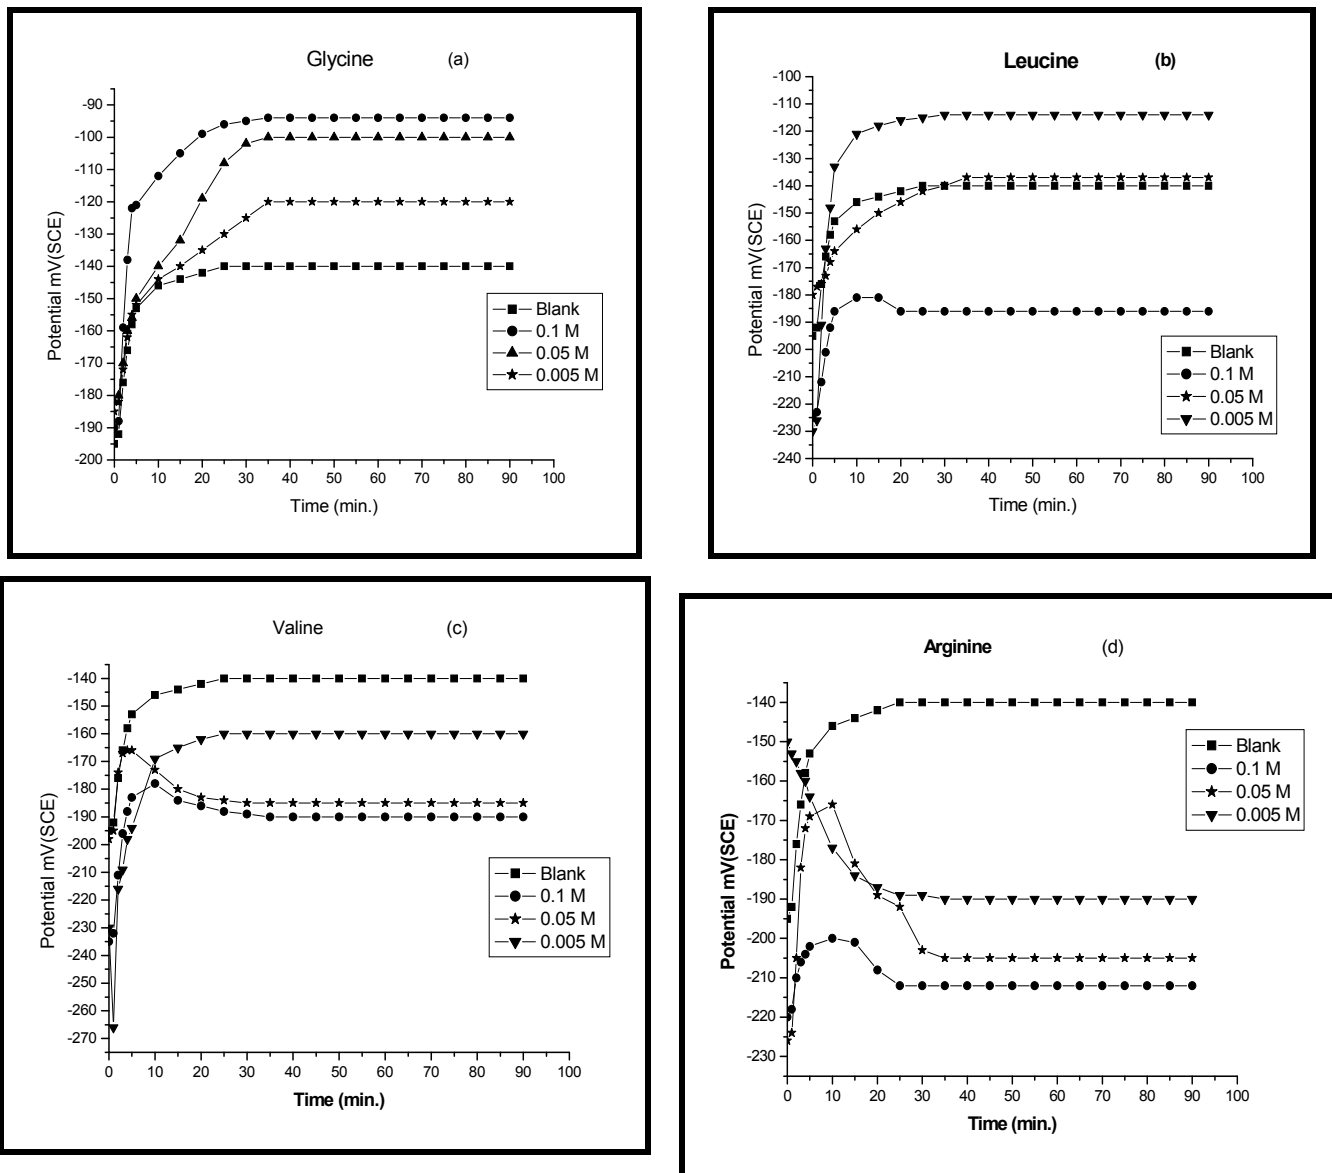 Glycine (a)
-90
-100
-110
-120
-130
-140
-150
-160
-170
-180
-190
-200
Potential mV(SCE)
Blank
0.1 M
0.05 M
0.005 M
0 10 20 30 40 50 60 70 80 90 100
Time (min.)
Leucine (b)
-100
-110
-120
-130
-140
-150
-160
-170
-180
-190
-200
-210
-220
-230
-240
Potential mV(SCE)
Blank
0.1 M
0.05 M
0.005 M
0 10 20 30 40 50 60 70 80 90 100
Time (min.)
Valine (c)
-140
-150
-160
-170
-180
-190
-200
-210
-220
-230
-240
-250
-260
-270
Potential mV(SCE)
Blank
0.1 M
0.05 M
0.005 M
0 10 20 30 40 50 60 70 80 90 100
Time (min.)
Arginine (d)
-140
-150
-160
-170
-180
-190
-200
-210
-220
-230
Potential mV(SCE)
Blank
0.1 M
0.05 M
0.005 M
0 10 20 30 40 50 60 70 80 90 100
Time (min.)